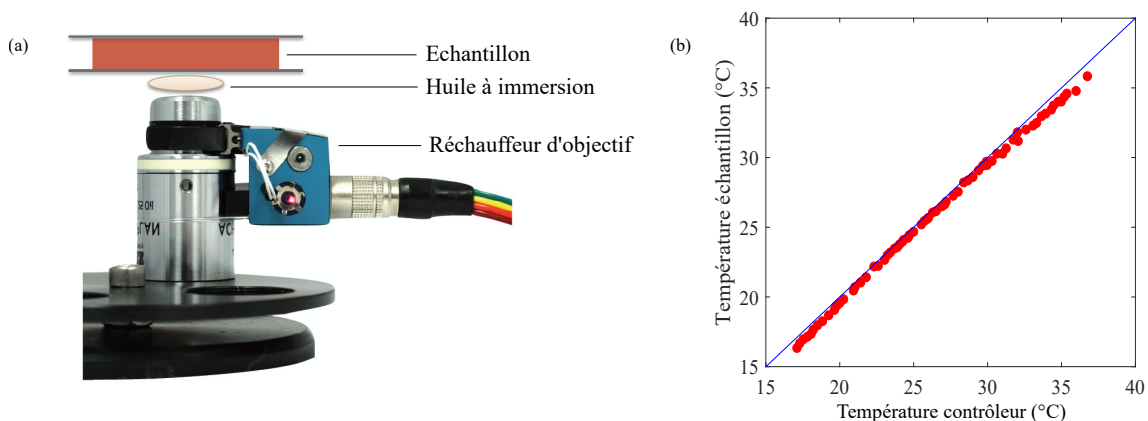 (a)
Echantillon
Huile à immersion
Réchauffeur d'objectif
PLAN
(b)
Température échantillon (°C)
40
35
30
25
20
15
15 20 25 30 35 40
Température contrôleur (°C)